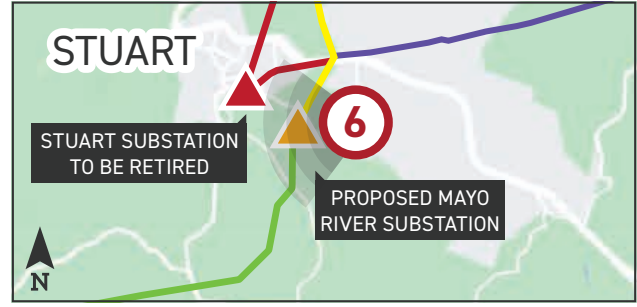 STUART
6
STUART SUBSTATION
TO BE RETIRED
PROPOSED MAYO
RIVER SUBSTATION
N